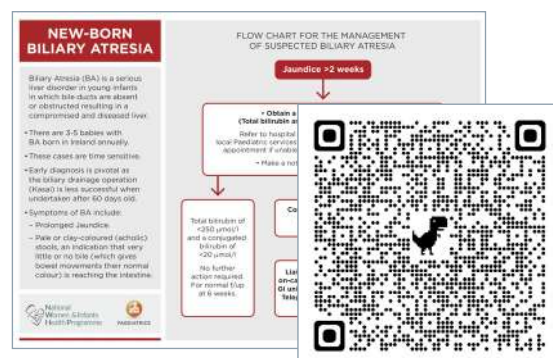 NEW-BORN
BILIARY ATRESIA
Biliary Atresia (BA) is a serious
liver disorder in young infants
in which bile ducts are absent
or obstructed resulting in a
compromised and diseased liver.
• There are 3-5 babies with
BA born in Ireland annually.
• These cases are time sensitive.
• Early diagnosis is pivotal as
the biliary drainage operation
(Kasai) is less successful when
undertaken after 60 days old.
• Symptoms of BA include:
– Prolonged Jaundice
– Pale or clay-coloured (acholic)
stools, an indication that very
little or no bile (which gives
bowel movements their normal
colour) is reaching the intestine.
National
Women & Infants
Health Programme
PAEDIATRICS
FLOW CHART FOR THE MANAGEMENT
OF SUSPECTED BILIARY ATRESIA
Jaundice >2 weeks
• Obtain a
(Total bilirubin a
Refer to hospital
local Paediatric services
appointment if unab
• Make a not
Total bilirubin of
<250 µmol/l
and a conjugated
bilirubin of
<20 µmol/l
No further
action required.
For normal f/up
at 6 weeks.
Co
Liai
on-ca
GI un
Telep